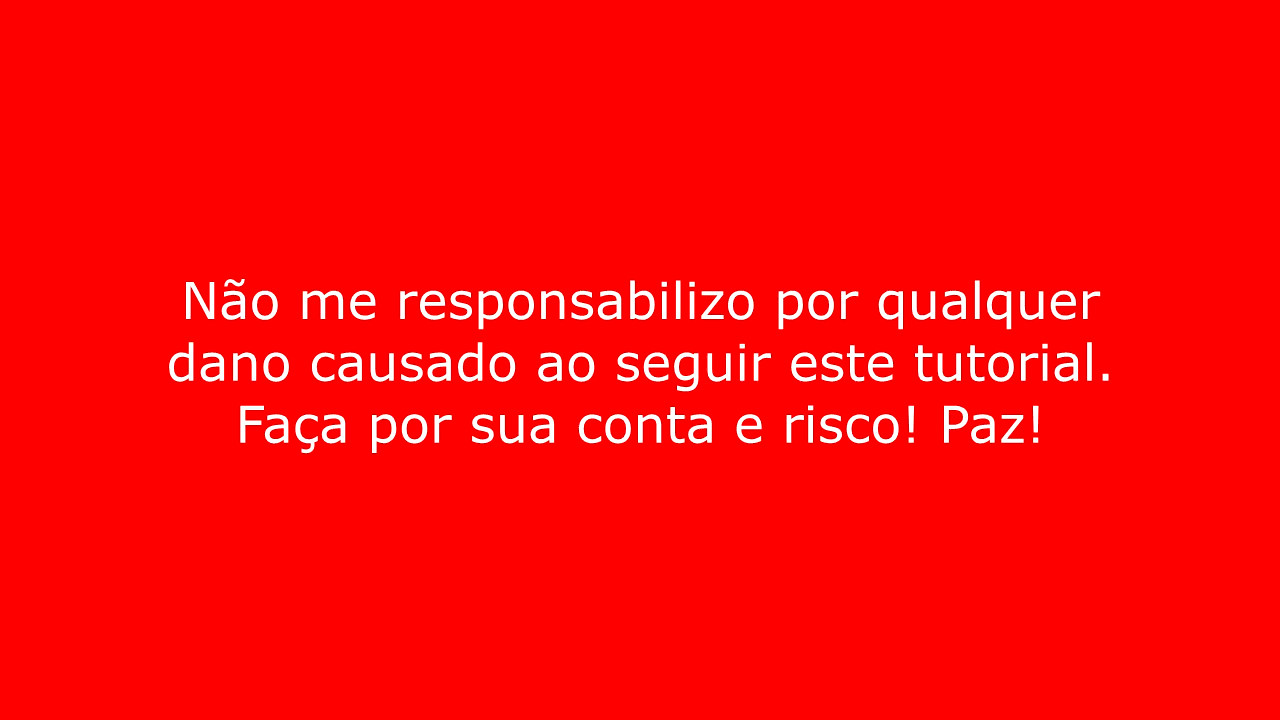 Não me responsabilizo por qualquer
dano causado ao seguir este tutorial.
Faça por sua conta e risco! Paz!